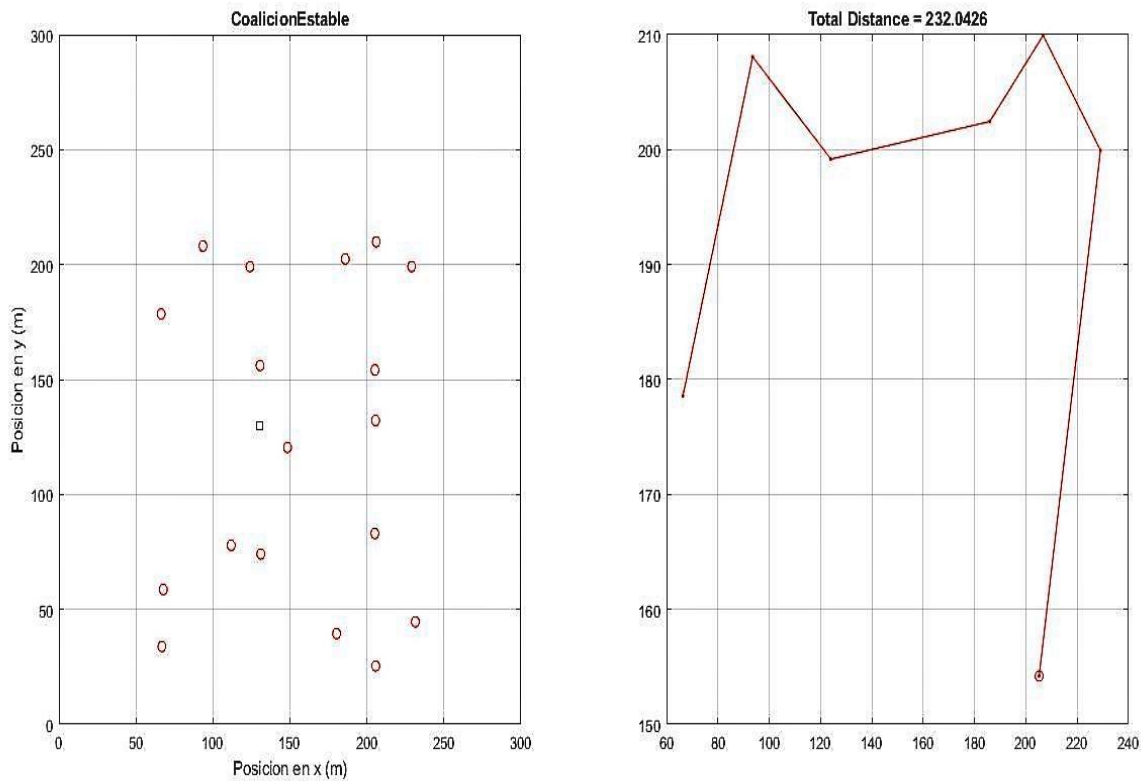 CoalicionEstable
300
250
200
150
100
50
0
Posicion en y (m)
0 50 100 150 200 250 300
Posicion en x (m)
Total Distance = 232.0426
210
200
190
180
170
160
150
60 80 100 120 140 160 180 200 220 240